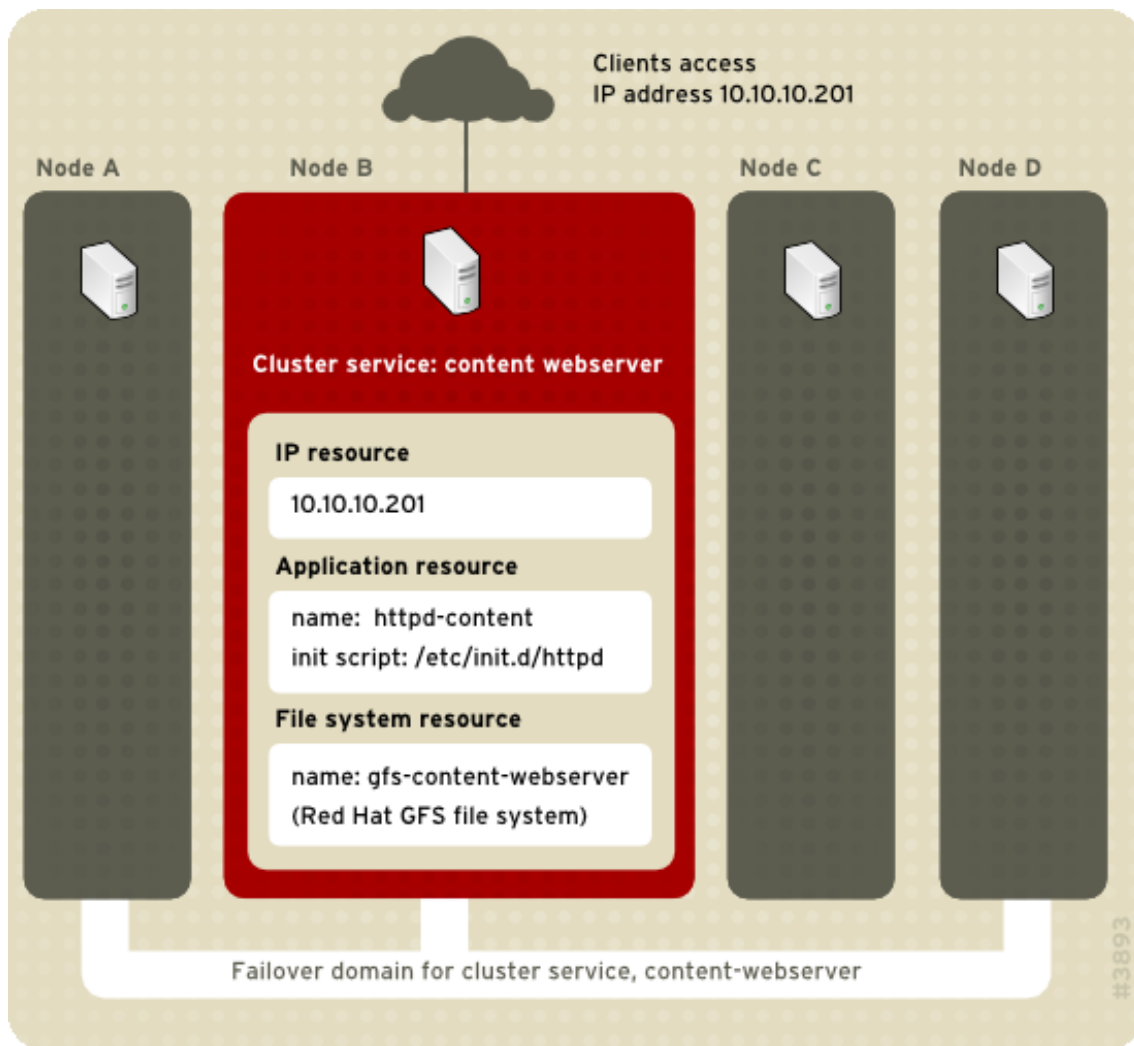 Clients access
IP address 10.10.10.201
Node A
Node B
Node C
Node D
Cluster service: content webserver
IP resource
10.10.10.201
Application resource
name: httpd-content
init script: /etc/init.d/httpd
File system resource
name: gfs-content-webserver
(Red Hat GFS file system)
Failover domain for cluster service, content-webserver
#3893